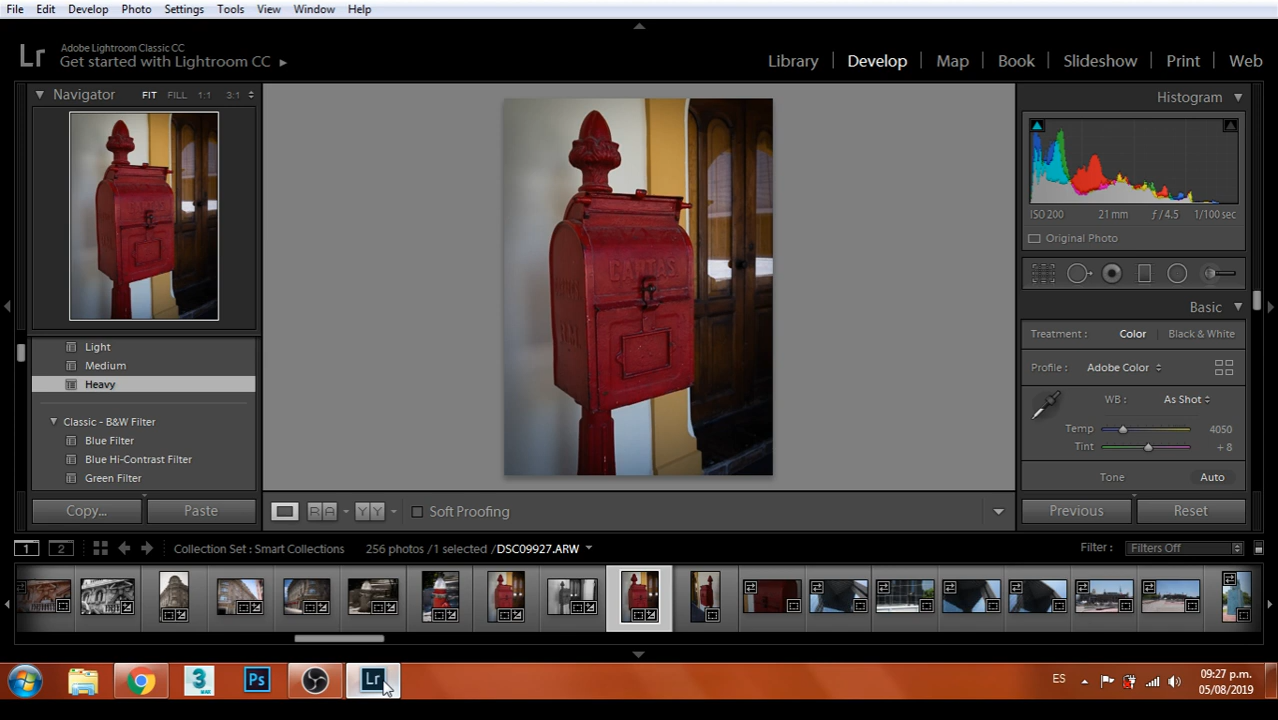 File Edit Develop Photo Settings Tools View Window Help
Lr
Adobe Lightroom Classic CC
Get started with Lightroom CC
Library Develop Map Book Slideshow Print Web
Navigator FIT FILL 1:1 3:1
Light
Medium
Heavy
Classic - B&W Filter
Blue Filter
Blue Hi-Contrast Filter
Green Filter
Copy... Paste
CARTAS
Histogram
ISO 200 21 mm ƒ / 4.5 1/100 sec
Original Photo
Basic
Treatment : Color Black & White
Profile : Adobe Color
WB : As Shot
Temp 4050
Tint + 8
Tone Auto
Previous Reset
R A Y Y Soft Proofing
1 2 Collection Set : Smart Collections 256 photos / 1 selected / DSC09927.ARW Filter : Filters Off
3 Ps Lr
ES
09:27 p.m.
05/08/2019